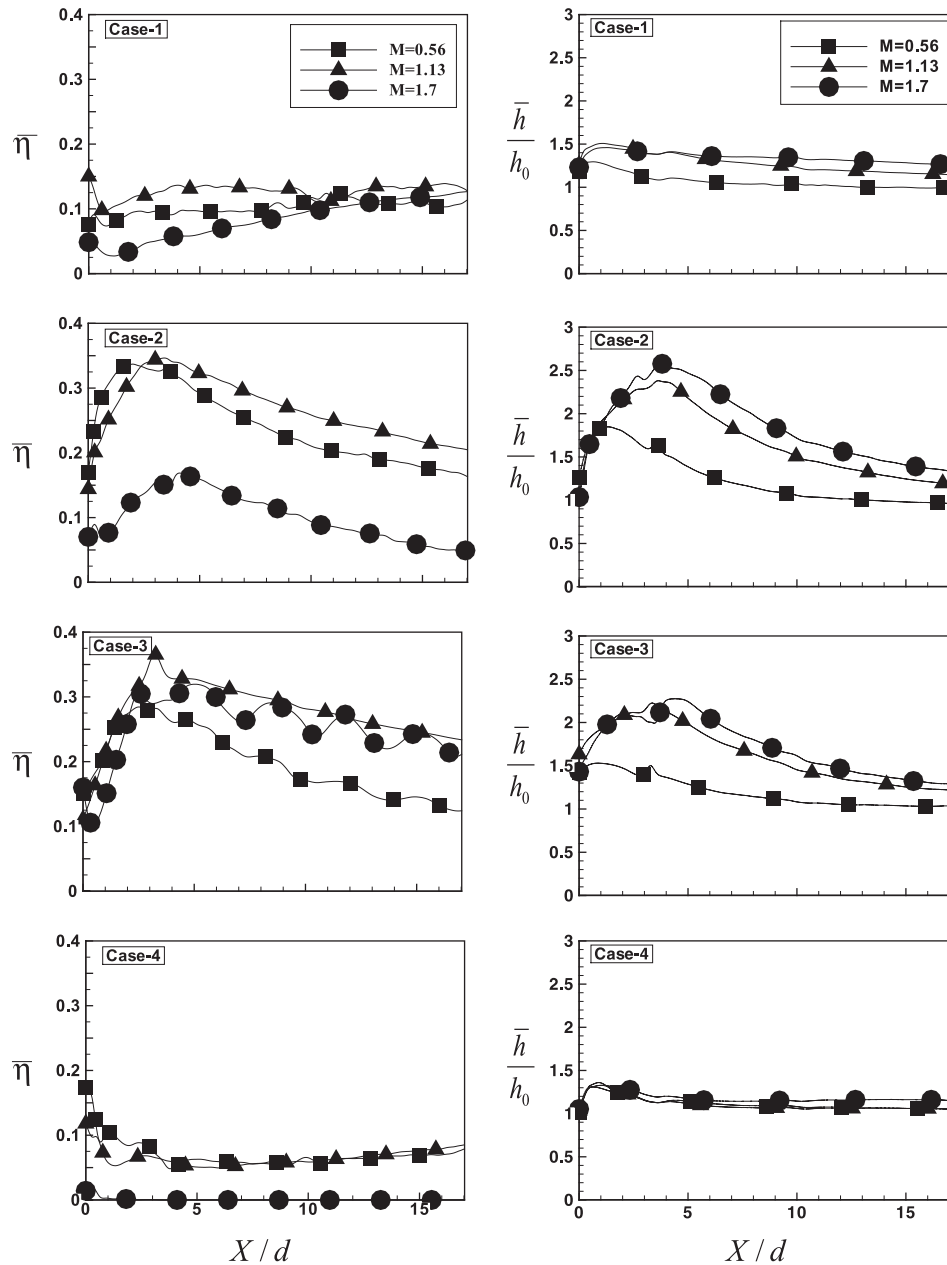 Case-1
M=0.56
M=1.13
M=1.7
0.4
0.3
0.2
0.1
0
η̅
Case-1
M=0.56
M=1.13
M=1.7
3
2.5
2
1.5
1
0.5
0
h̅
h₀
Case-2
0.4
0.3
0.2
0.1
0
η̅
Case-2
3
2.5
2
1.5
1
0.5
0
h̅
h₀
Case-3
0.4
0.3
0.2
0.1
0
η̅
Case-3
3
2.5
2
1.5
1
0.5
0
h̅
h₀
Case-4
0.4
0.3
0.2
0.1
0
η̅
0 5 10 15
X / d
Case-4
3
2.5
2
1.5
1
0.5
0
h̅
h₀
0 5 10 15
X / d